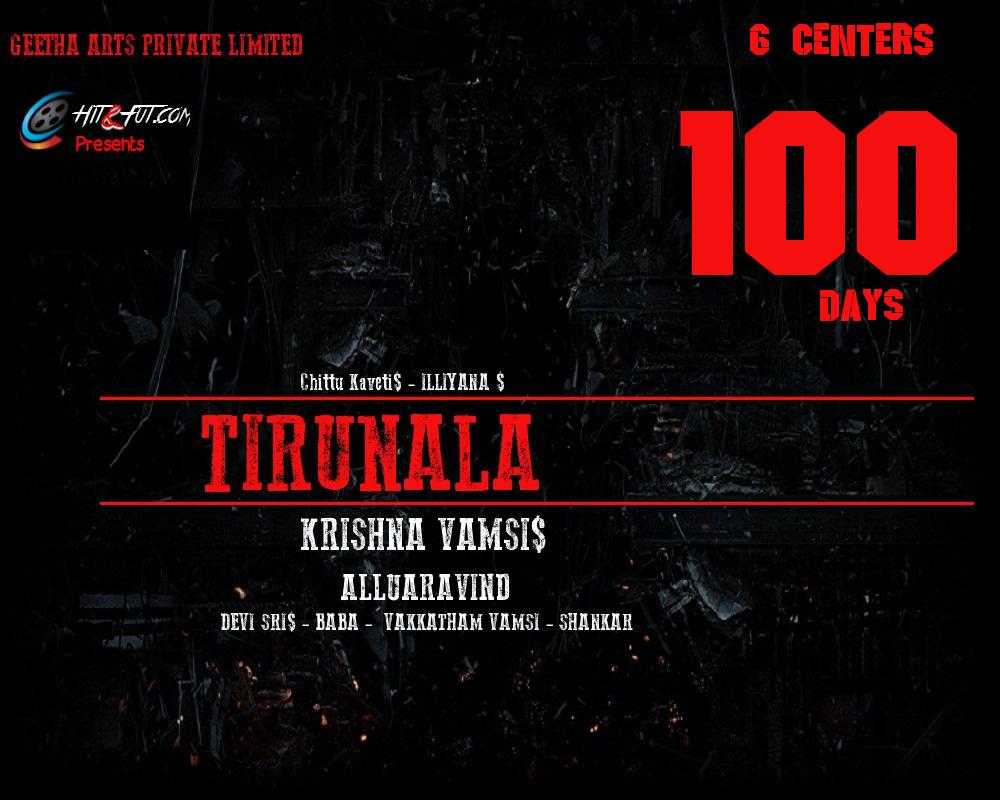 GEETHA ARTS PRIVATE LIMITED
6 CENTERS
HIT&FUT.COM
Presents
100
DAYS
Chittu Kaveti$ - ILLIYANA $
TIRUNALA
KRISHNA VAMSI$
ALLUARAVIND
DEVI SRI$ - BABA - VAKKATHAM VAMSI - SHANKAR